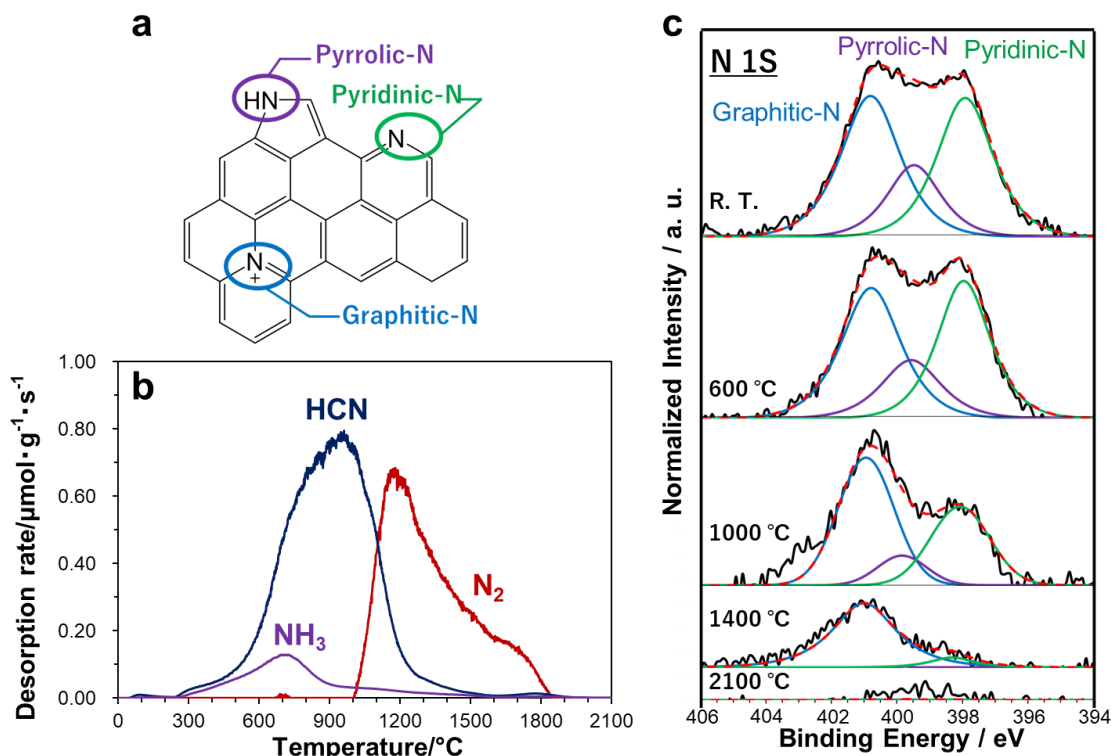 a
Pyrrolic-N
HN
Pyridinic-N
N
N
+
Graphitic-N
b
HCN
N₂
NH₃
Desorption rate/μmol·g⁻¹·s⁻¹
1.00
0.80
0.60
0.40
0.20
0.00
0 300 600 900 1200 1500 1800 2100
Temperature/°C
c
N 1S
Pyrrolic-N
Pyridinic-N
Graphitic-N
R. T.
600 °C
1000 °C
1400 °C
2100 °C
Normalized Intensity / a. u.
406 404 402 400 398 396 394
Binding Energy / eV